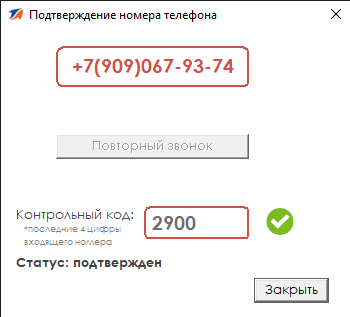 Подтверждение номера телефона
+7(909)067-93-74
Повторный звонок
Контрольный код: 2900
*последние 4 цифры
входящего номера
Статус: подтвержден
Закрыть